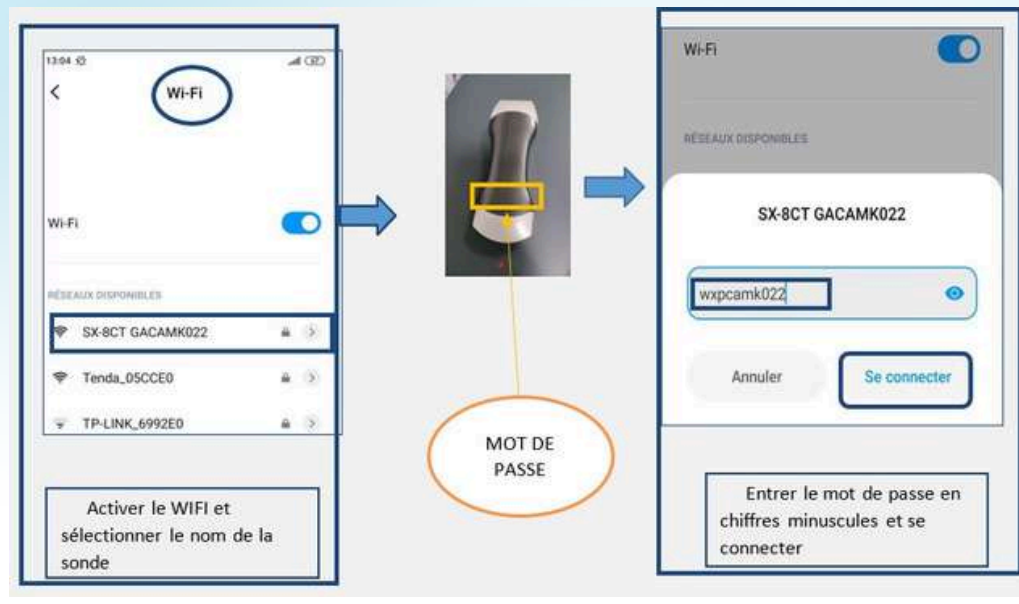 13:04
Wi-Fi
Wi-Fi
RÉSEAUX DISPONIBLES
SX-8CT GACAMK022
Tenda_05CCE0
TP-LINK_6992E0
Activer le WIFI et
sélectionner le nom de la
sonde
MOT DE
PASSE
Wi-Fi
RÉSEAUX DISPONIBLES
SX-8CT GACAMK022
wxpcamk022
Annuler
Se connecter
Entrer le mot de passe en
chiffres minuscules et se
connecter